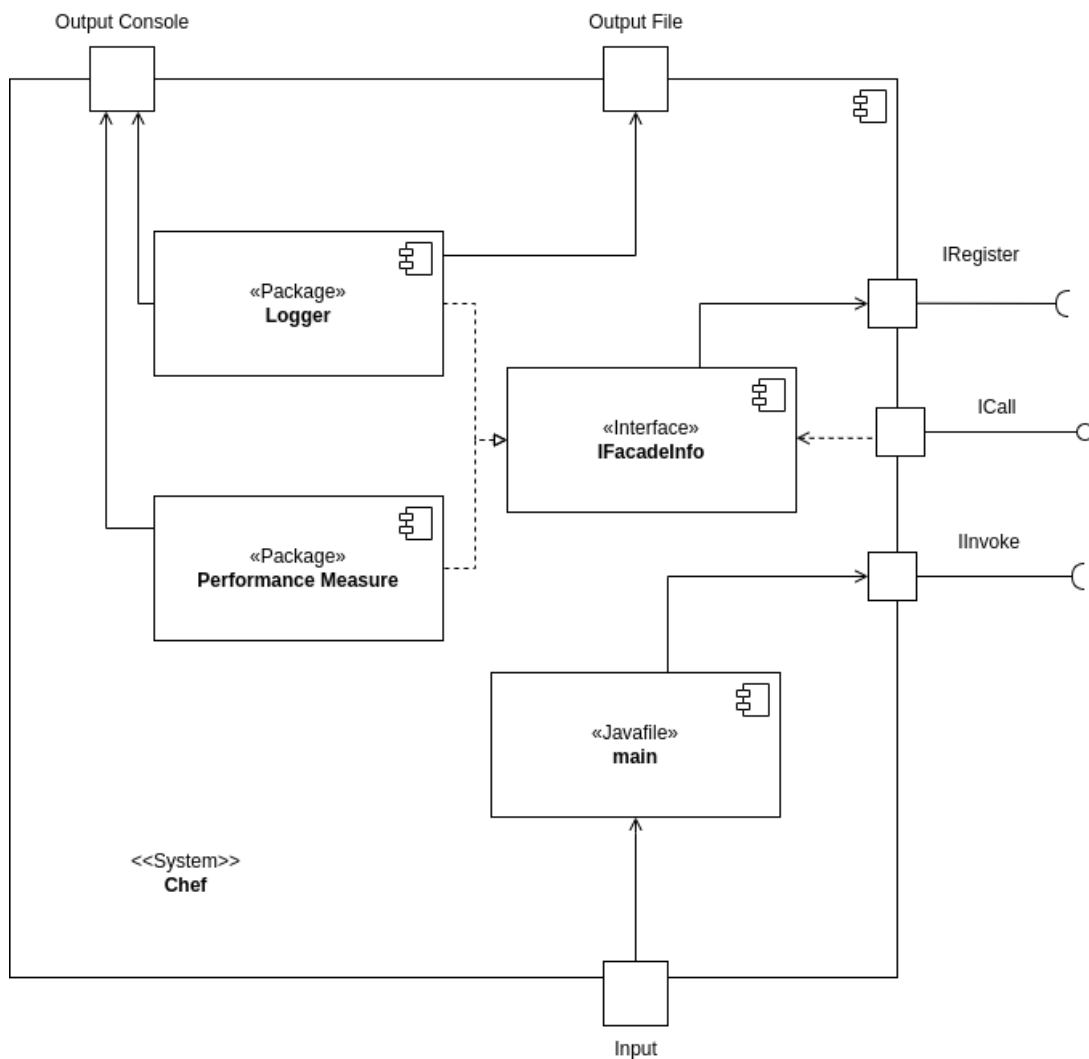 Output Console
Output File
IRegister
«Package»
Logger
ICall
«Interface»
IFacadeInfo
IInvoke
«Package»
Performance Measure
«Javafile»
main
<<System>>
Chef
Input